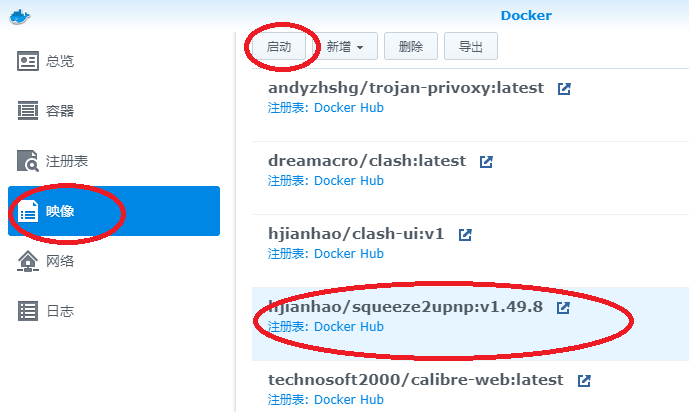 Docker
启动 新增 删除 导出
总览
容器
注册表
映像
网络
日志
andyzhshg/trojan-privoxy:latest
注册表: Docker Hub
dreamacro/clash:latest
注册表: Docker Hub
hjianhao/clash-ui:v1
注册表: Docker Hub
hjianhao/squeeze2upnp:v1.49.8
注册表: Docker Hub
technosoft2000/calibre-web:latest
注册表: Docker Hub